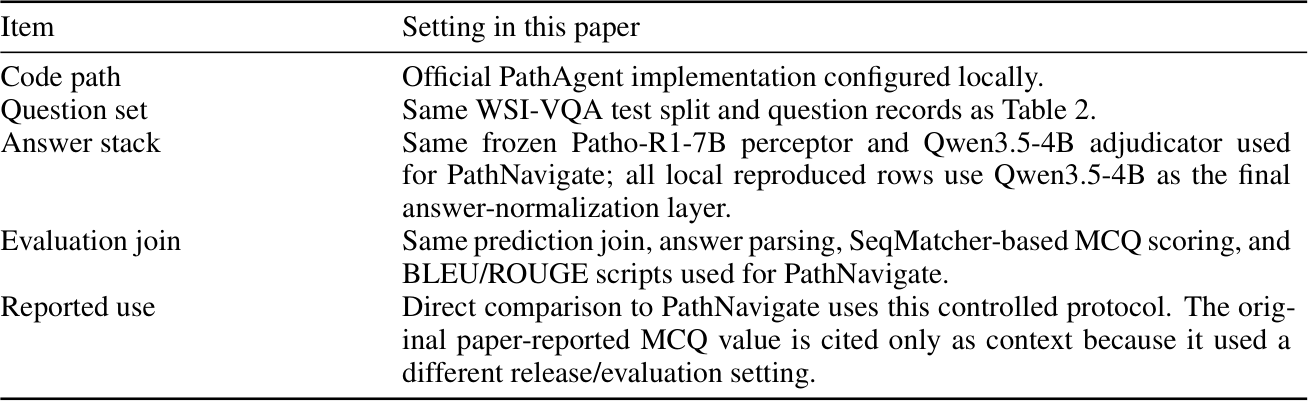 Item Setting in this paper
Code path Official PathAgent implementation configured locally.
Question set Same WSI-VQA test split and question records as Table 2.
Answer stack Same frozen Patho-R1-7B perceptor and Qwen3.5-4B adjudicator used
for PathNavigate; all local reproduced rows use Qwen3.5-4B as the final
answer-normalization layer.
Evaluation join Same prediction join, answer parsing, SeqMatcher-based MCQ scoring, and
BLEU/ROUGE scripts used for PathNavigate.
Reported use Direct comparison to PathNavigate uses this controlled protocol. The orig-
inal paper-reported MCQ value is cited only as context because it used a
different release/evaluation setting.